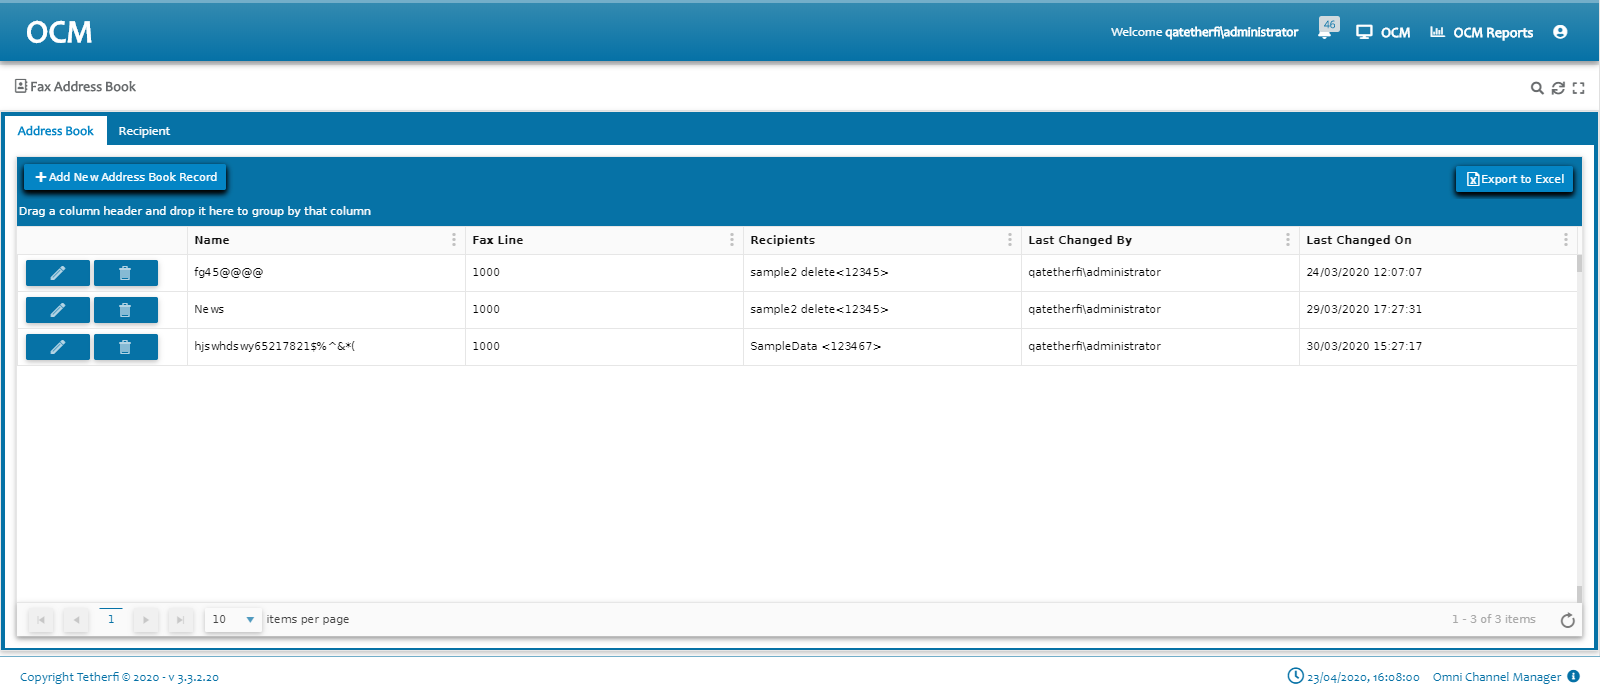 OCM
Welcome qatetherfi\administrator 46 OCM OCM Reports
Fax Address Book
Address Book Recipient
Add New Address Book Record Export to Excel
Drag a column header and drop it here to group by that column
Name Fax Line Recipients Last Changed By Last Changed On
fg45@@@@ 1000 sample2 delete<12345> qatetherfi\administrator 24/03/2020 12:07:07
News 1000 sample2 delete<12345> qatetherfi\administrator 29/03/2020 17:27:31
hjswhdswy65217821$%^&*( 1000 SampleData <123467> qatetherfi\administrator 30/03/2020 15:27:17
1 10 items per page 1 - 3 of 3 items
Copyright Tetherfi © 2020 - v 3.3.2.20 23/04/2020, 16:08:00 Omni Channel Manager